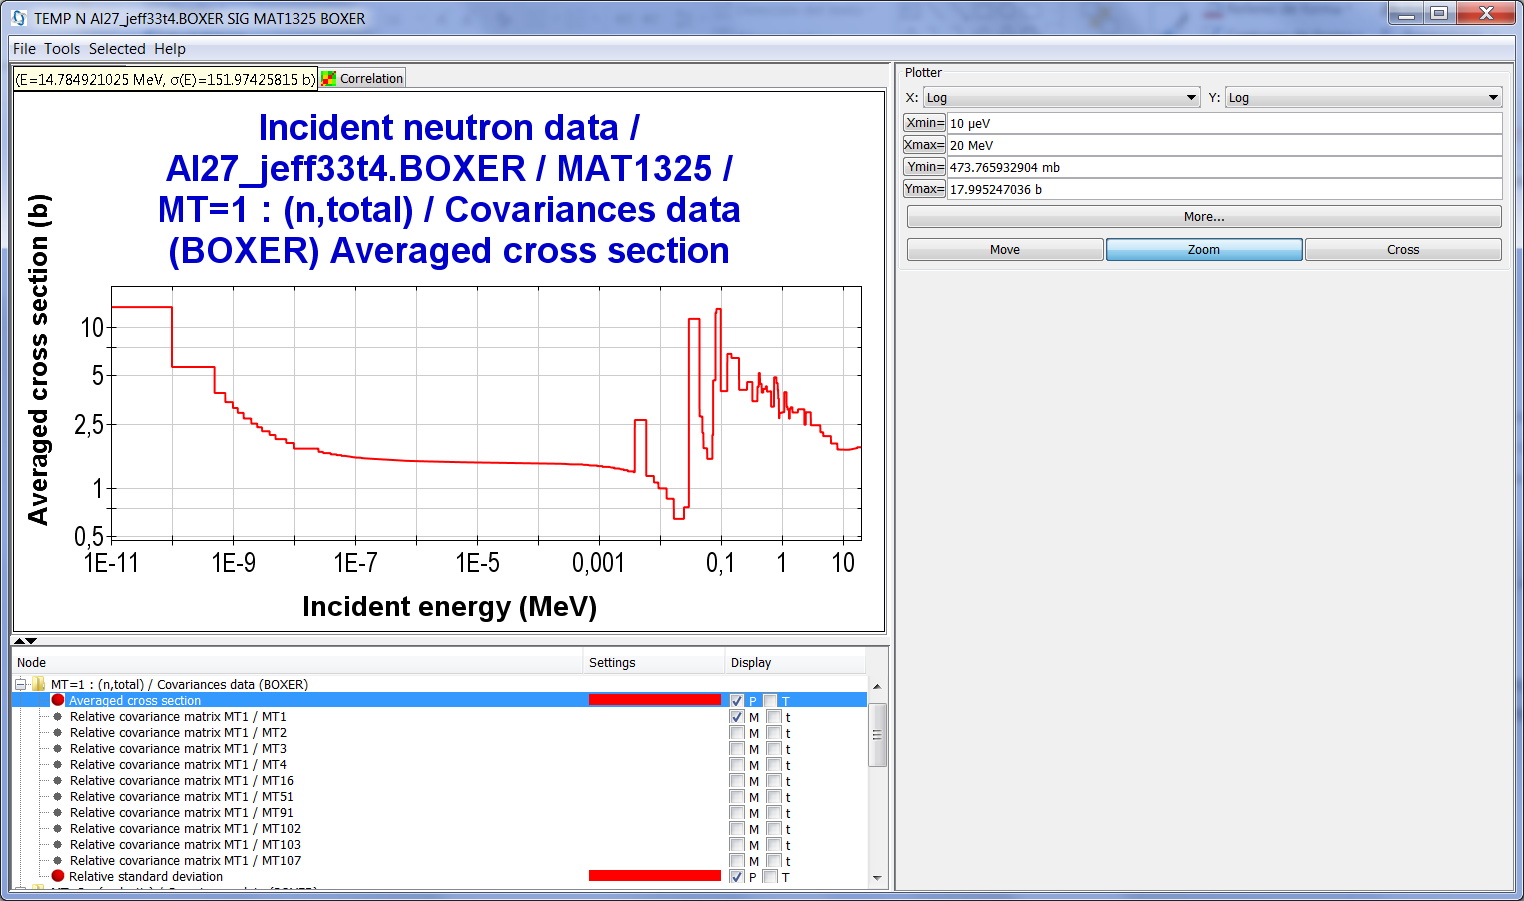 TEMP N Al27_jeff33t4.BOXER SIG MAT1325 BOXER
File Tools Selected Help
(E=14.784921025 MeV, σ(E)=151.97425815 b)
Correlation
Incident neutron data /
Al27_jeff33t4.BOXER / MAT1325 /
MT=1 : (n,total) / Covariances data
(BOXER) Averaged cross section
Averaged cross section (b)
10
5
2,5
1
0,5
1E-11 1E-9 1E-7 1E-5 0,001 0,1 1 10
Incident energy (MeV)
Plotter
X: Log Y: Log
Xmin= 10 µeV
Xmax= 20 MeV
Ymin= 473.765932904 mb
Ymax= 17.995247036 b
More...
Move Zoom Cross
Node Settings Display
MT=1 : (n,total) / Covariances data (BOXER)
Averaged cross section P T
Relative covariance matrix MT1 / MT1 M t
Relative covariance matrix MT1 / MT2 M t
Relative covariance matrix MT1 / MT3 M t
Relative covariance matrix MT1 / MT4 M t
Relative covariance matrix MT1 / MT16 M t
Relative covariance matrix MT1 / MT51 M t
Relative covariance matrix MT1 / MT91 M t
Relative covariance matrix MT1 / MT102 M t
Relative covariance matrix MT1 / MT103 M t
Relative covariance matrix MT1 / MT107 M t
Relative standard deviation P T